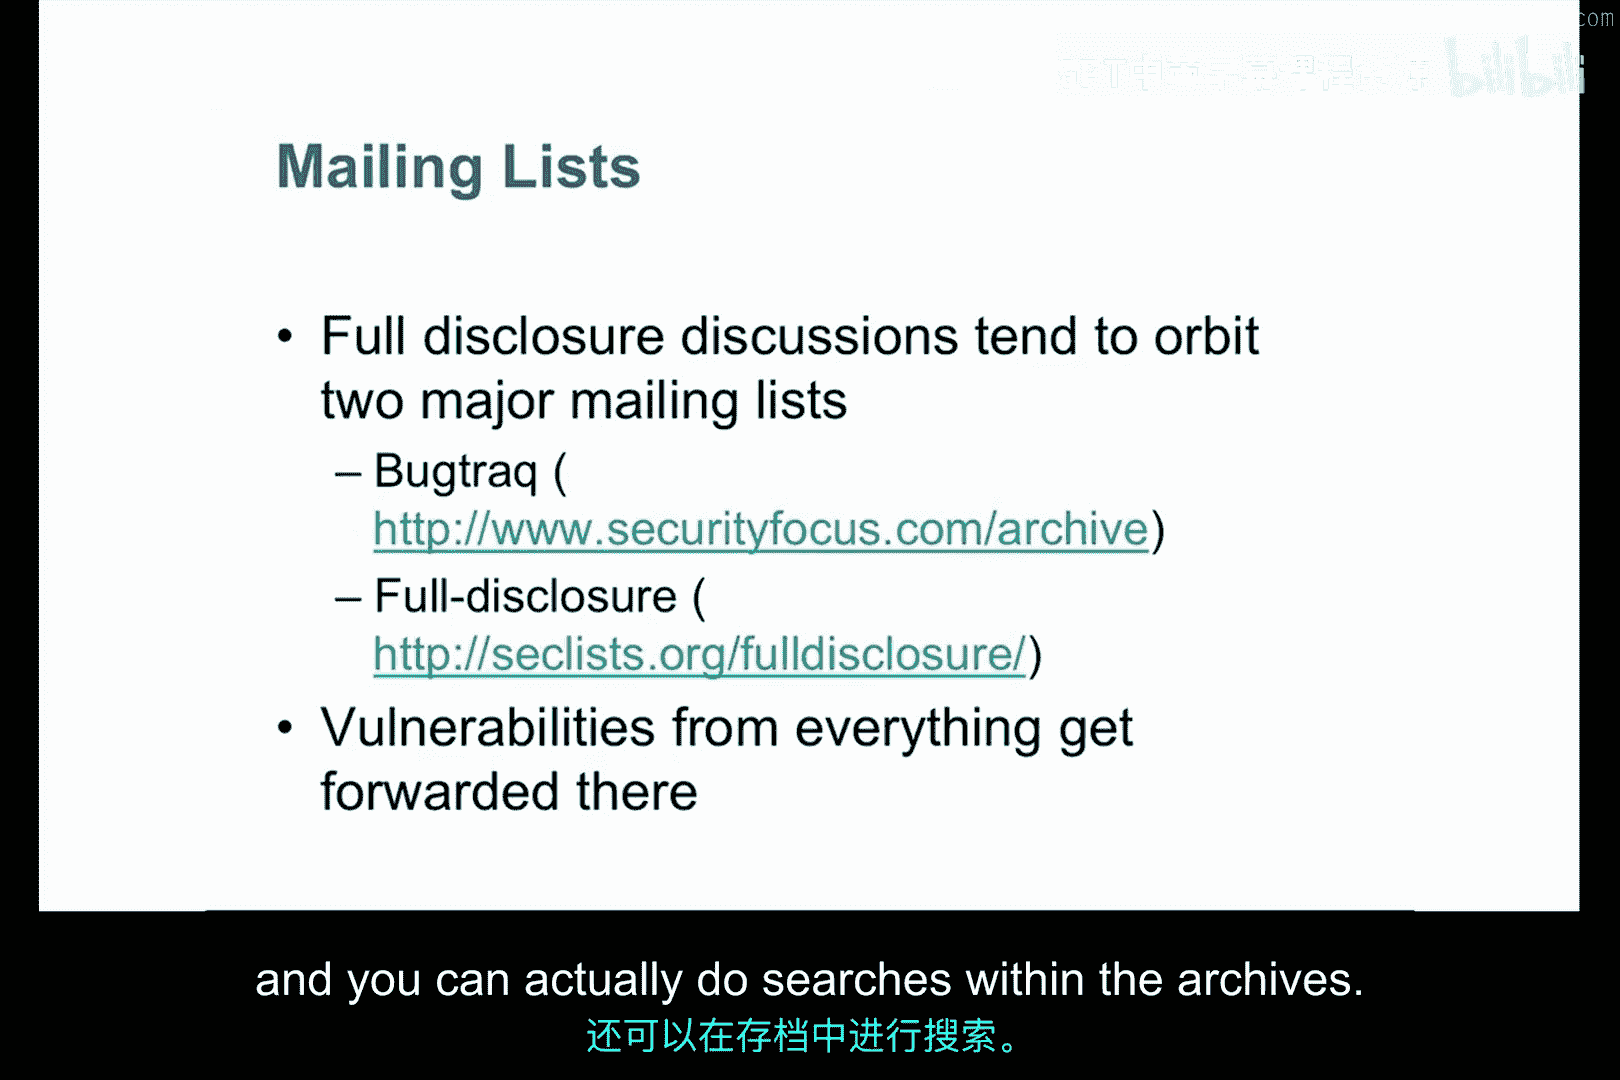 com
bilibili
Mailing Lists
• Full disclosure discussions tend to orbit
two major mailing lists
– Bugtraq (
http://www.securityfocus.com/archive)
– Full-disclosure (
http://seclists.org/fulldisclosure/)
• Vulnerabilities from everything get
forwarded there
and you can actually do searches within the archives.
还可以在存档中进行搜索。